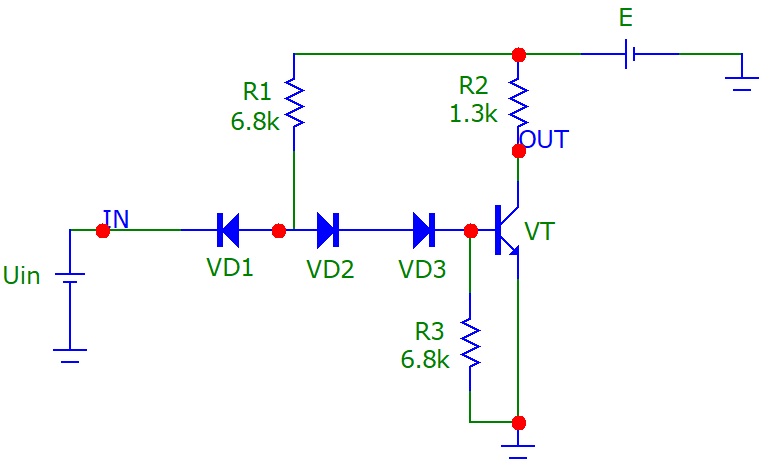 E
R1
6.8k
R2
1.3k
OUT
IN
VT
VD1
VD2
VD3
Uin
R3
6.8k